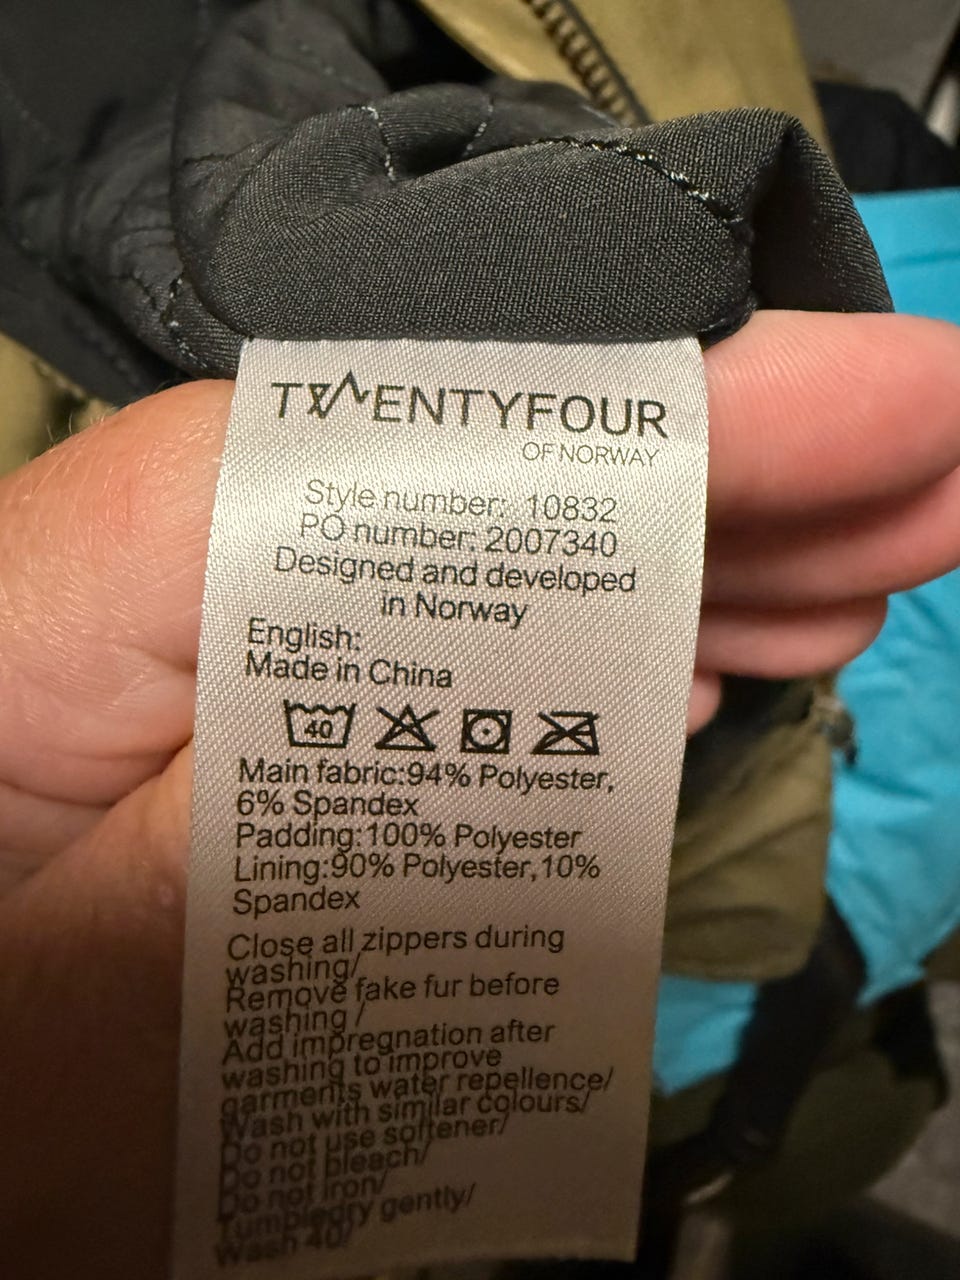 TWENTYFOUR
OF NORWAY
Style number: 10832
PO number: 2007340
Designed and developed
in Norway
English:
Made in China
40
Main fabric:94% Polyester,
6% Spandex
Padding:100% Polyester
Lining:90% Polyester,10%
Spandex
Close all zippers during
washing/
Remove fake fur before
washing /
Add impregnation after
washing to improve
garments water repellence/
Wash with similar colours/
Do not use softener/
Do not bleach/
Do not iron/
Tumpledry gently/
Wash 40/